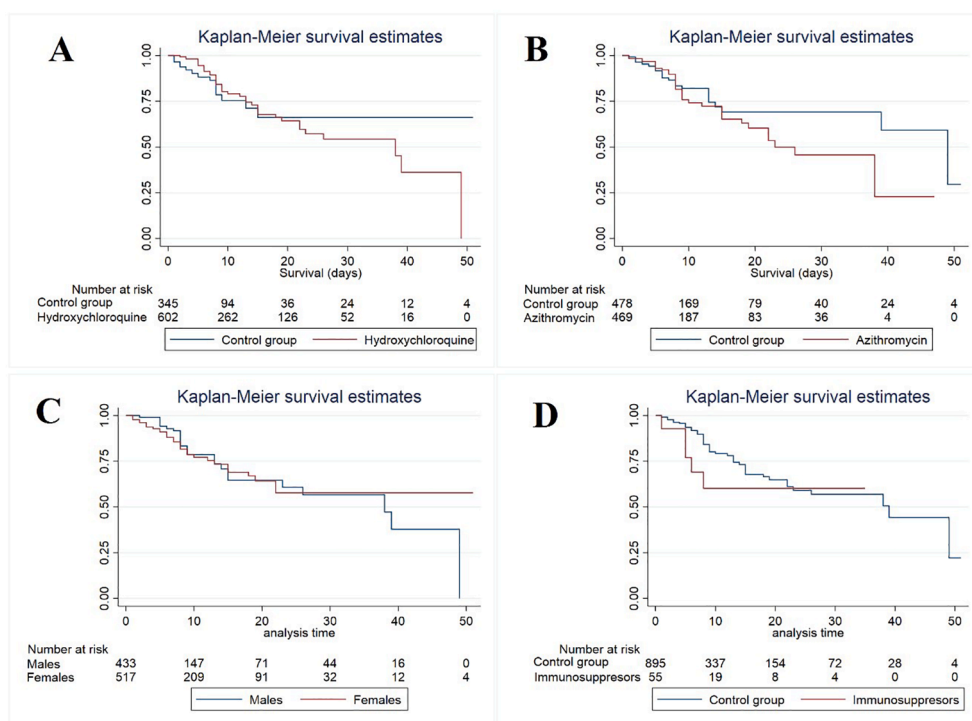 A
Kaplan-Meier survival estimates
1.00
0.75
0.50
0.25
0.00
0 10 20 30 40 50
Survival (days)
Number at risk
Control group 345 94 36 24 12 4
Hydroxychloroquine 602 262 126 52 16 0
Control group Hydroxychloroquine
B
Kaplan-Meier survival estimates
1.00
0.75
0.50
0.25
0.00
0 10 20 30 40 50
Survival (days)
Number at risk
Control group 478 169 79 40 24 4
Azithromycin 469 187 83 36 4 0
Control group Azithromycin
C
Kaplan-Meier survival estimates
1.00
0.75
0.50
0.25
0.00
0 10 20 30 40 50
analysis time
Number at risk
Males 433 147 71 44 16 0
Females 517 209 91 32 12 4
Males Females
D
Kaplan-Meier survival estimates
1.00
0.75
0.50
0.25
0.00
0 10 20 30 40 50
analysis time
Number at risk
Control group 895 337 154 72 28 4
Immunosuppresors 55 19 8 4 0 0
Control group Immunosuppresors